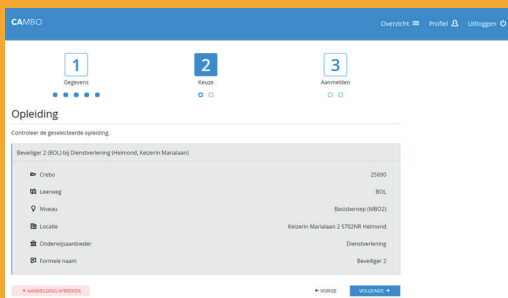 CAMBO
Overzicht Profiel Uitloggen
1 2 3
Gegevens Keuze Aanmelden
Opleiding
Controleer de geselecteerde opleiding.
Beveiliger 2 (BOL) bij Dienstverlening (Helmond, Keizerin Marialaan)
Crebo 25690
Leerweg BOL
Niveau Basisberoep (MBO2)
Locatie Keizerin Marialaan 2 5702NR Helmond
Onderwijsaanbieder Dienstverlening
Formele naam Beveiliger 2
× AANMELDING AFBREKEN ← VORIGE VOLGENDE →